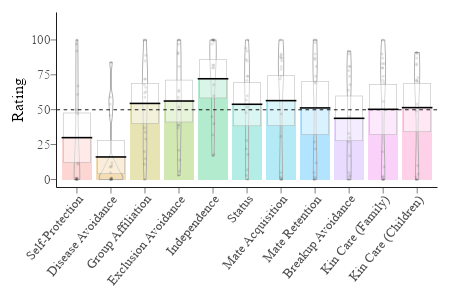 Rating
100
75
50
25
0
Self-Protection
Disease Avoidance
Group Affiliation
Exclusion Avoidance
Independence
Status
Mate Acquisition
Mate Retention
Breakup Avoidance
Kin Care (Family)
Kin Care (Children)